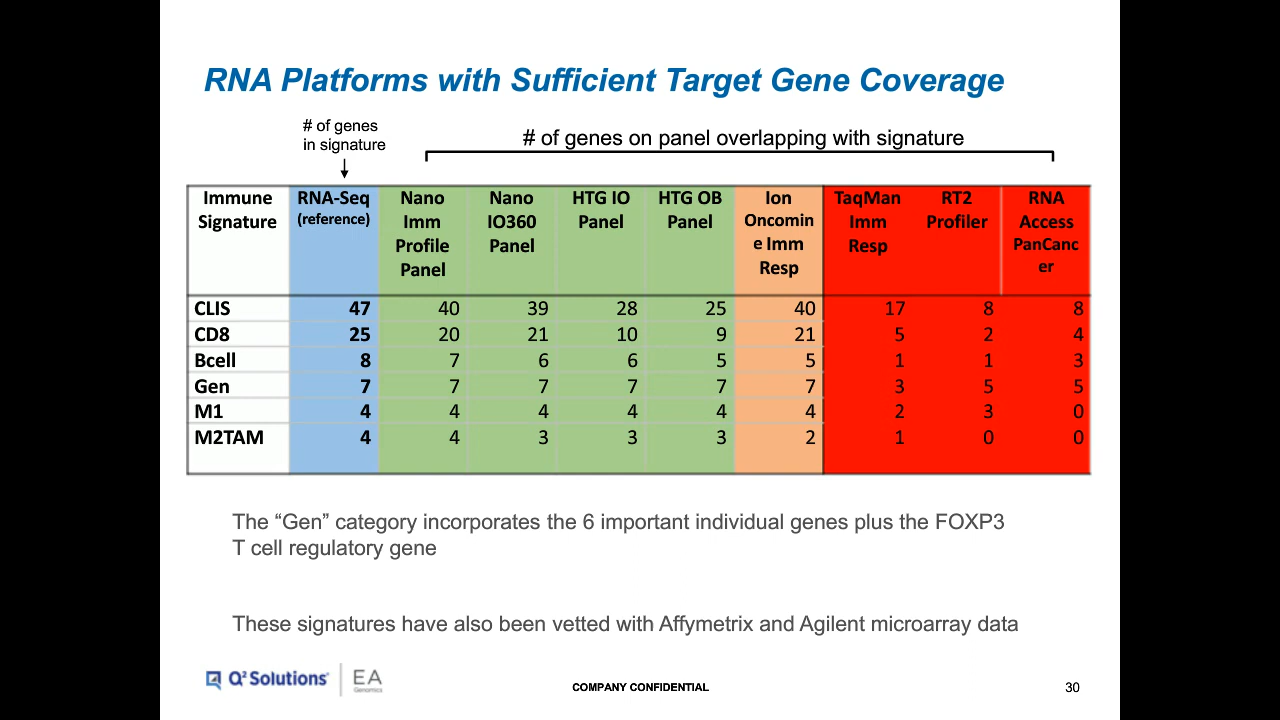 RNA Platforms with Sufficient Target Gene Coverage
# of genes
in signature
# of genes on panel overlapping with signature
Immune Signature RNA-Seq (reference) Nano Imm Profile Panel Nano IO360 Panel HTG IO Panel HTG OB Panel Ion Oncomin e Imm Resp TaqMan Imm Resp RT2 Profiler RNA Access PanCanc er
CLIS 47 40 39 28 25 40 17 8 8
CD8 25 20 21 10 9 21 5 2 4
Bcell 8 7 6 6 5 5 1 1 3
Gen 7 7 7 7 7 7 3 5 5
M1 4 4 4 4 4 4 2 3 0
M2TAM 4 4 3 3 3 2 1 0 0
The “Gen” category incorporates the 6 important individual genes plus the FOXP3
T cell regulatory gene
These signatures have also been vetted with Affymetrix and Agilent microarray data
Q² Solutions EA
Genomics
COMPANY CONFIDENTIAL
30